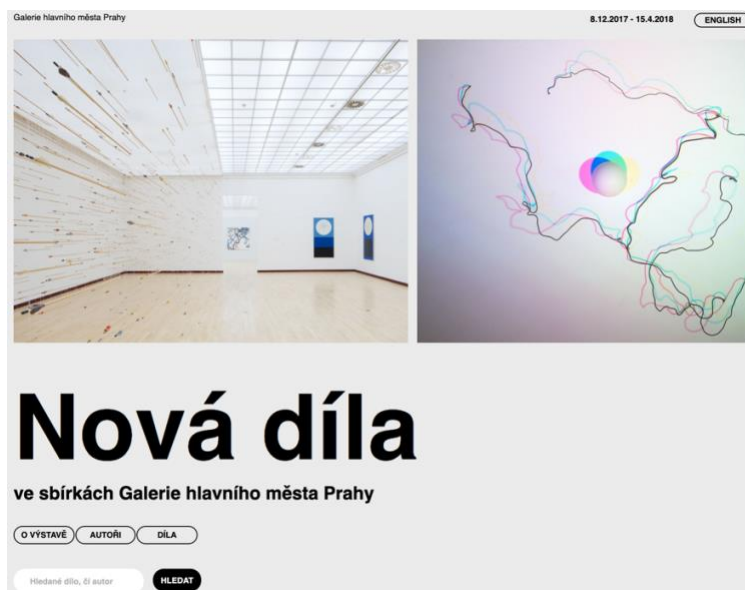 Galerie hlavního města Prahy
8.12.2017 - 15.4.2018
ENGLISH
Nová díla
ve sbírkách Galerie hlavního města Prahy
O VÝSTAVĚ
AUTOŘI
DÍLA
Hledané dílo, čí autor
HLEDAT